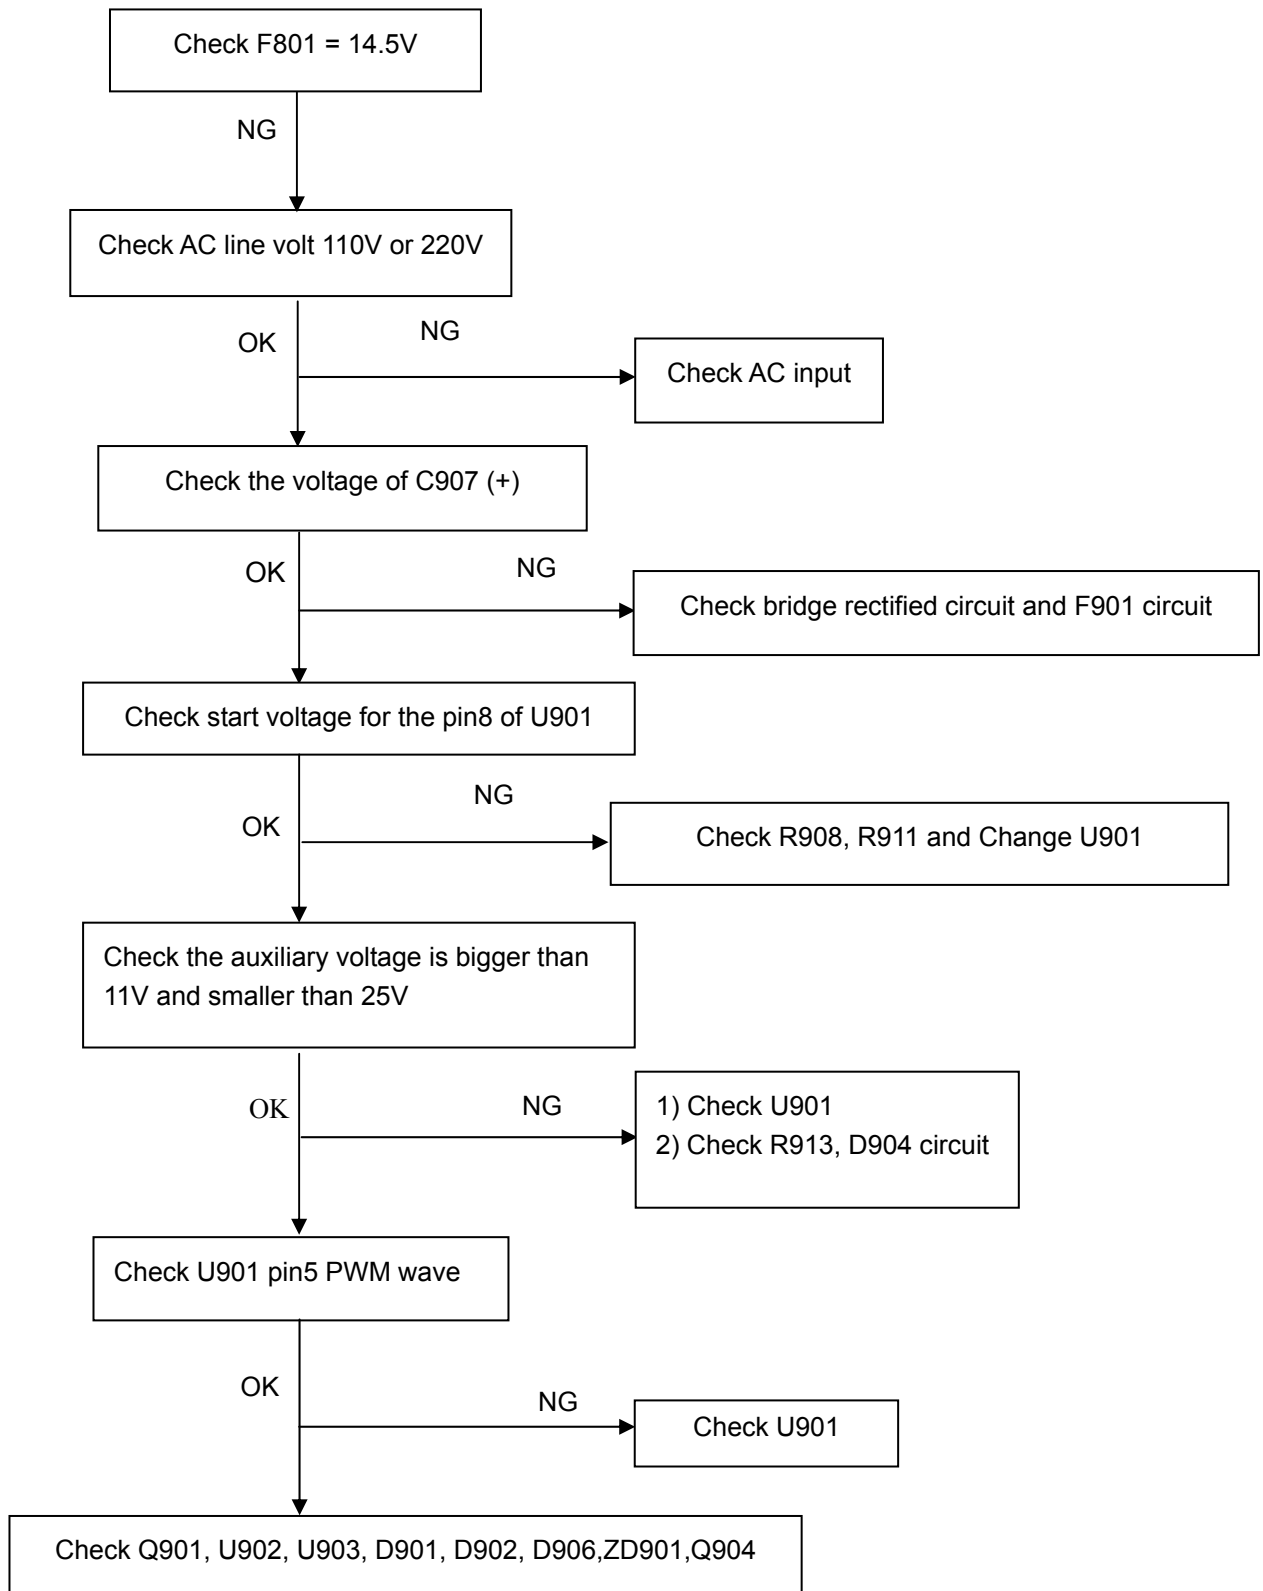 Check F801 = 14.5V
NG
Check AC line volt 110V or 220V
OK
NG
Check AC input
Check the voltage of C907 (+)
OK
NG
Check bridge rectified circuit and F901 circuit
Check start voltage for the pin8 of U901
NG
OK
Check R908, R911 and Change U901
Check the auxiliary voltage is bigger than
11V and smaller than 25V
OK
NG
1) Check U901
2) Check R913, D904 circuit
Check U901 pin5 PWM wave
OK
NG
Check U901
Check Q901, U902, U903, D901, D902, D906,ZD901,Q904